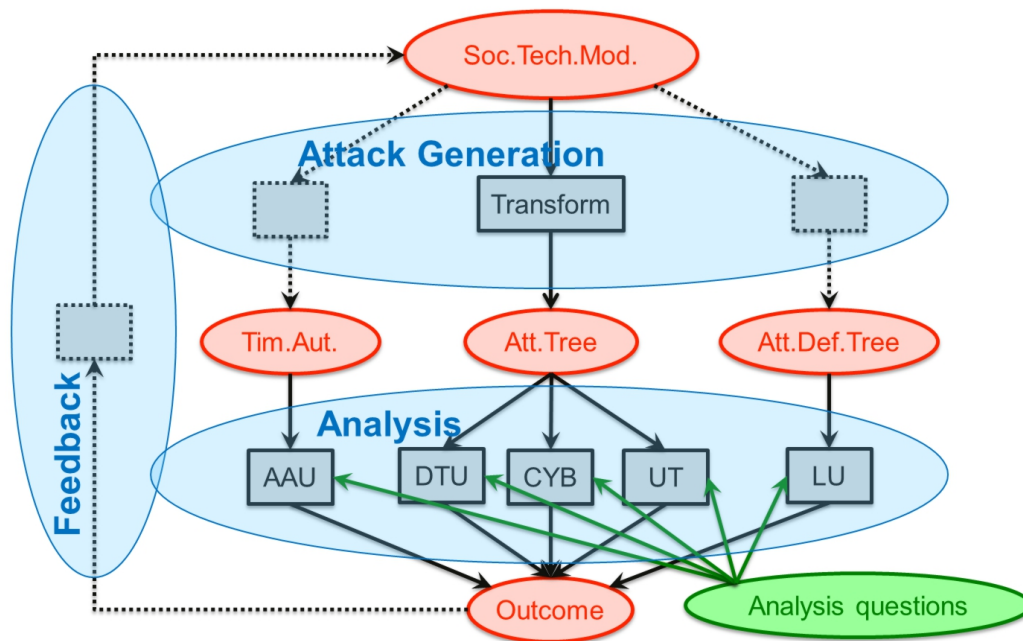 Soc.Tech.Mod.
Attack Generation
Transform
Tim.Aut.
Att.Tree
Att.Def.Tree
Feedback
Analysis
AAU
DTU
CYB
UT
LU
Outcome
Analysis questions